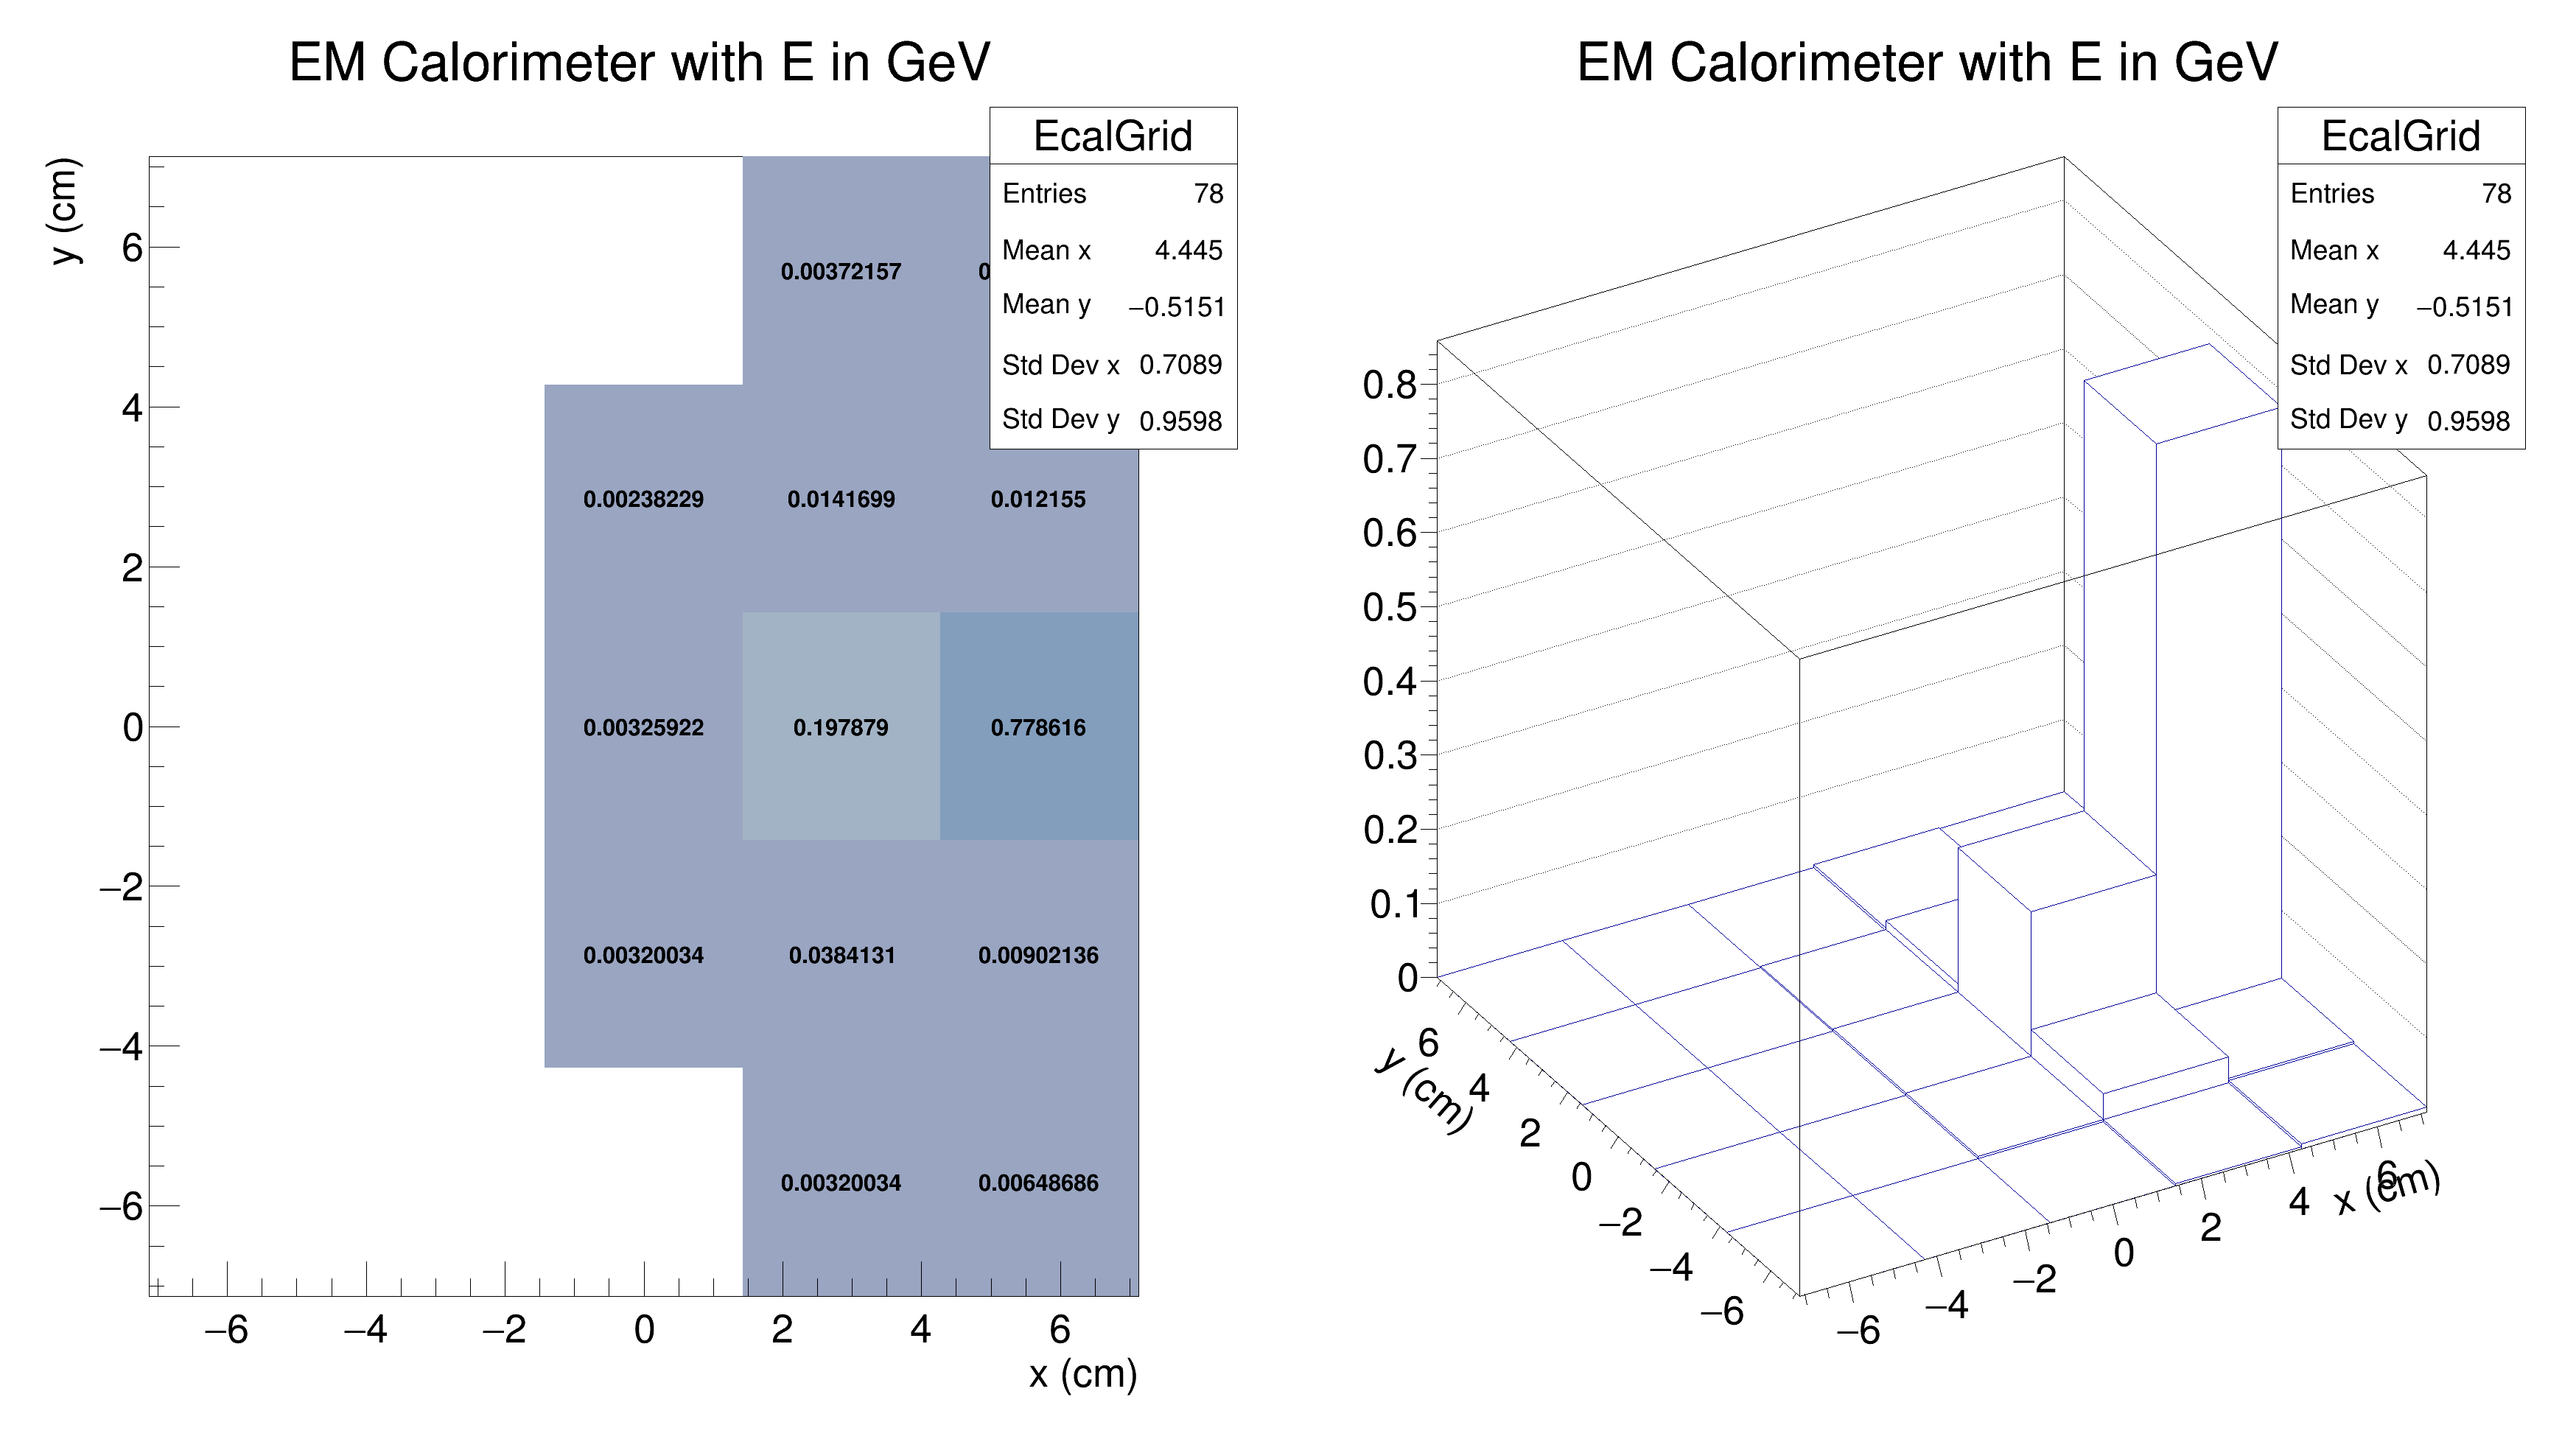 EM Calorimeter with E in GeV
EcalGrid
Entries 78
Mean x 4.445
Mean y −0.5151
Std Dev x 0.7089
Std Dev y 0.9598
y (cm)
6
4
2
0
−2
−4
−6
0.00372157 0
0.00238229 0.0141699 0.012155
0.00325922 0.197879 0.778616
0.00320034 0.0384131 0.00902136
0.00320034 0.00648686
−6 −4 −2 0 2 4 6
x (cm)
EM Calorimeter with E in GeV
EcalGrid
Entries 78
Mean x 4.445
Mean y −0.5151
Std Dev x 0.7089
Std Dev y 0.9598
0.8
0.7
0.6
0.5
0.4
0.3
0.2
0.1
0
y (cm)
6
4
2
0
−2
−4
−6
−6 −4 −2 0 2 4 6
x (cm)